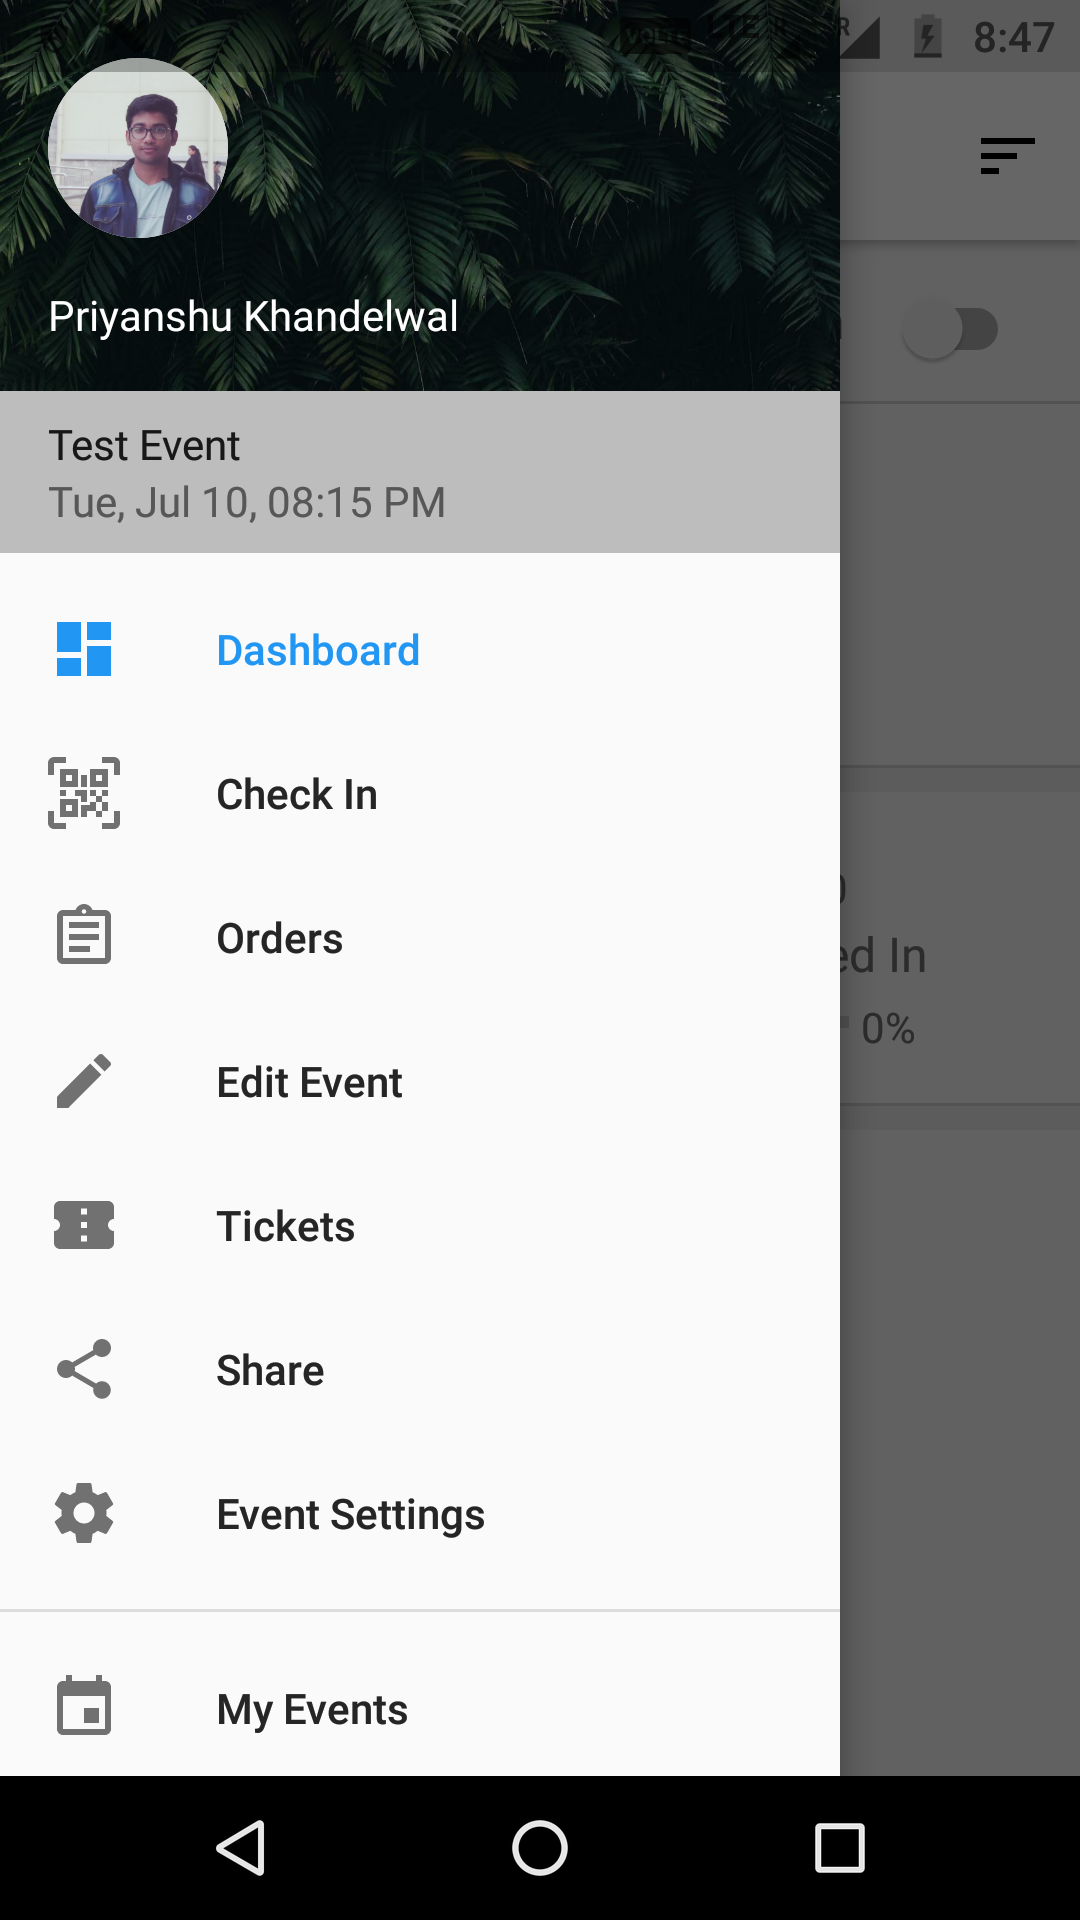 LTE R 8:47
Priyanshu Khandelwal
Test Event
Tue, Jul 10, 08:15 PM
Dashboard
Check In
Orders
ed In
0%
Edit Event
Tickets
Share
Event Settings
My Events